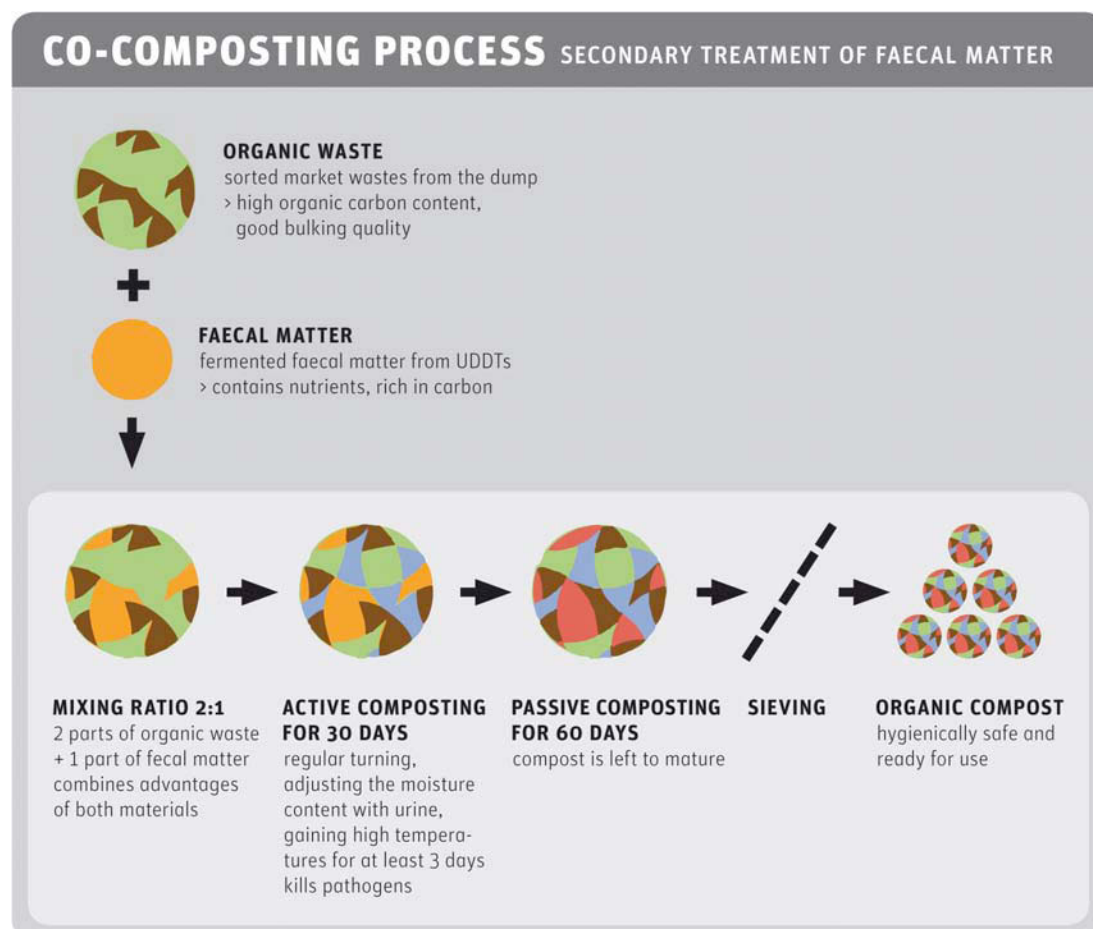 CO-COMPOSTING PROCESS SECONDARY TREATMENT OF FAECAL MATTER
ORGANIC WASTE
sorted market wastes from the dump
> high organic carbon content,
good bulking quality
FAECAL MATTER
fermented faecal matter from UDDTs
> contains nutrients, rich in carbon
MIXING RATIO 2:1
2 parts of organic waste
+ 1 part of fecal matter
combines advantages
of both materials
ACTIVE COMPOSTING
FOR 30 DAYS
regular turning,
adjusting the moisture
content with urine,
gaining high tempera-
tures for at least 3 days
kills pathogens
PASSIVE COMPOSTING
FOR 60 DAYS
compost is left to mature
SIEVING
ORGANIC COMPOST
hygienically safe and
ready for use